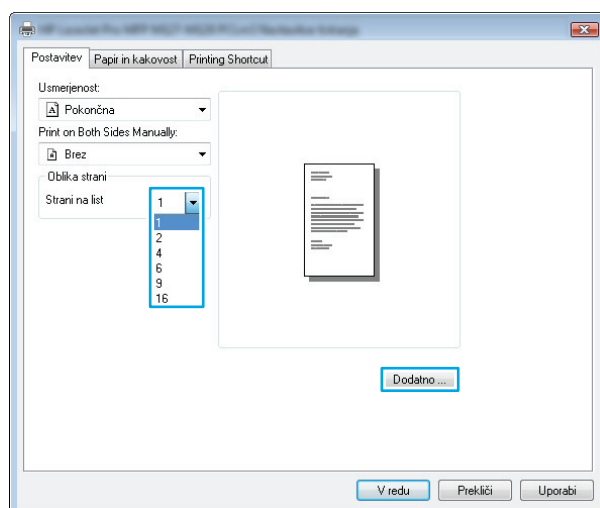 Postavitev Papir in kakovost Printing Shortcut
Usmerjenost:
Pokončna
Print on Both Sides Manually:
Brez
Oblika strani
Strani na list 1
1
2
4
6
9
16
Dodatno ...
V redu Prekliči Uporabi